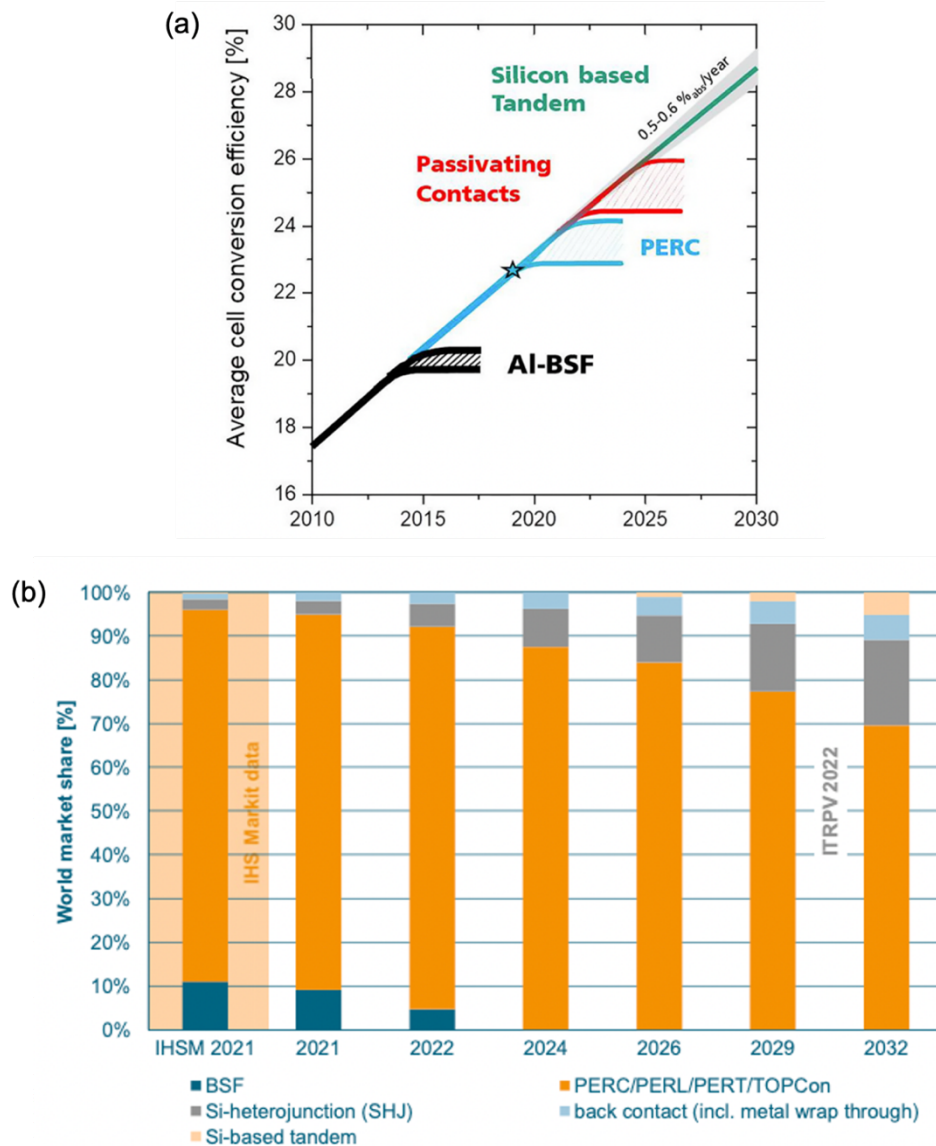 (a)
Average cell conversion efficiency [%]
30
28
26
24
22
20
18
16
Silicon based
Tandem
0.5-0.6 %abs/year
Passivating
Contacts
PERC
Al-BSF
2010 2015 2020 2025 2030
(b)
World market share [%]
100%
90%
80%
70%
60%
50%
40%
30%
20%
10%
0%
IHS Markit data
ITRPV2022
IHSM 2021 2021 2022 2024 2026 2029 2032
BSF PERC/PERL/PERT/TOPCon
Si-heterojunction (SHJ) back contact (incl. metal wrap through)
Si-based tandem